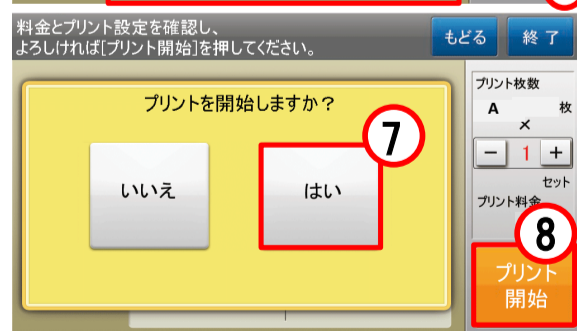 料金とプリント設定を確認し、
よろしければ[プリント開始]を押してください。
もどる
終 了
プリントを開始しますか？
7
いいえ
はい
プリント枚数
A 枚
×
− 1 +
セット
プリント料金
8
プリント
開始